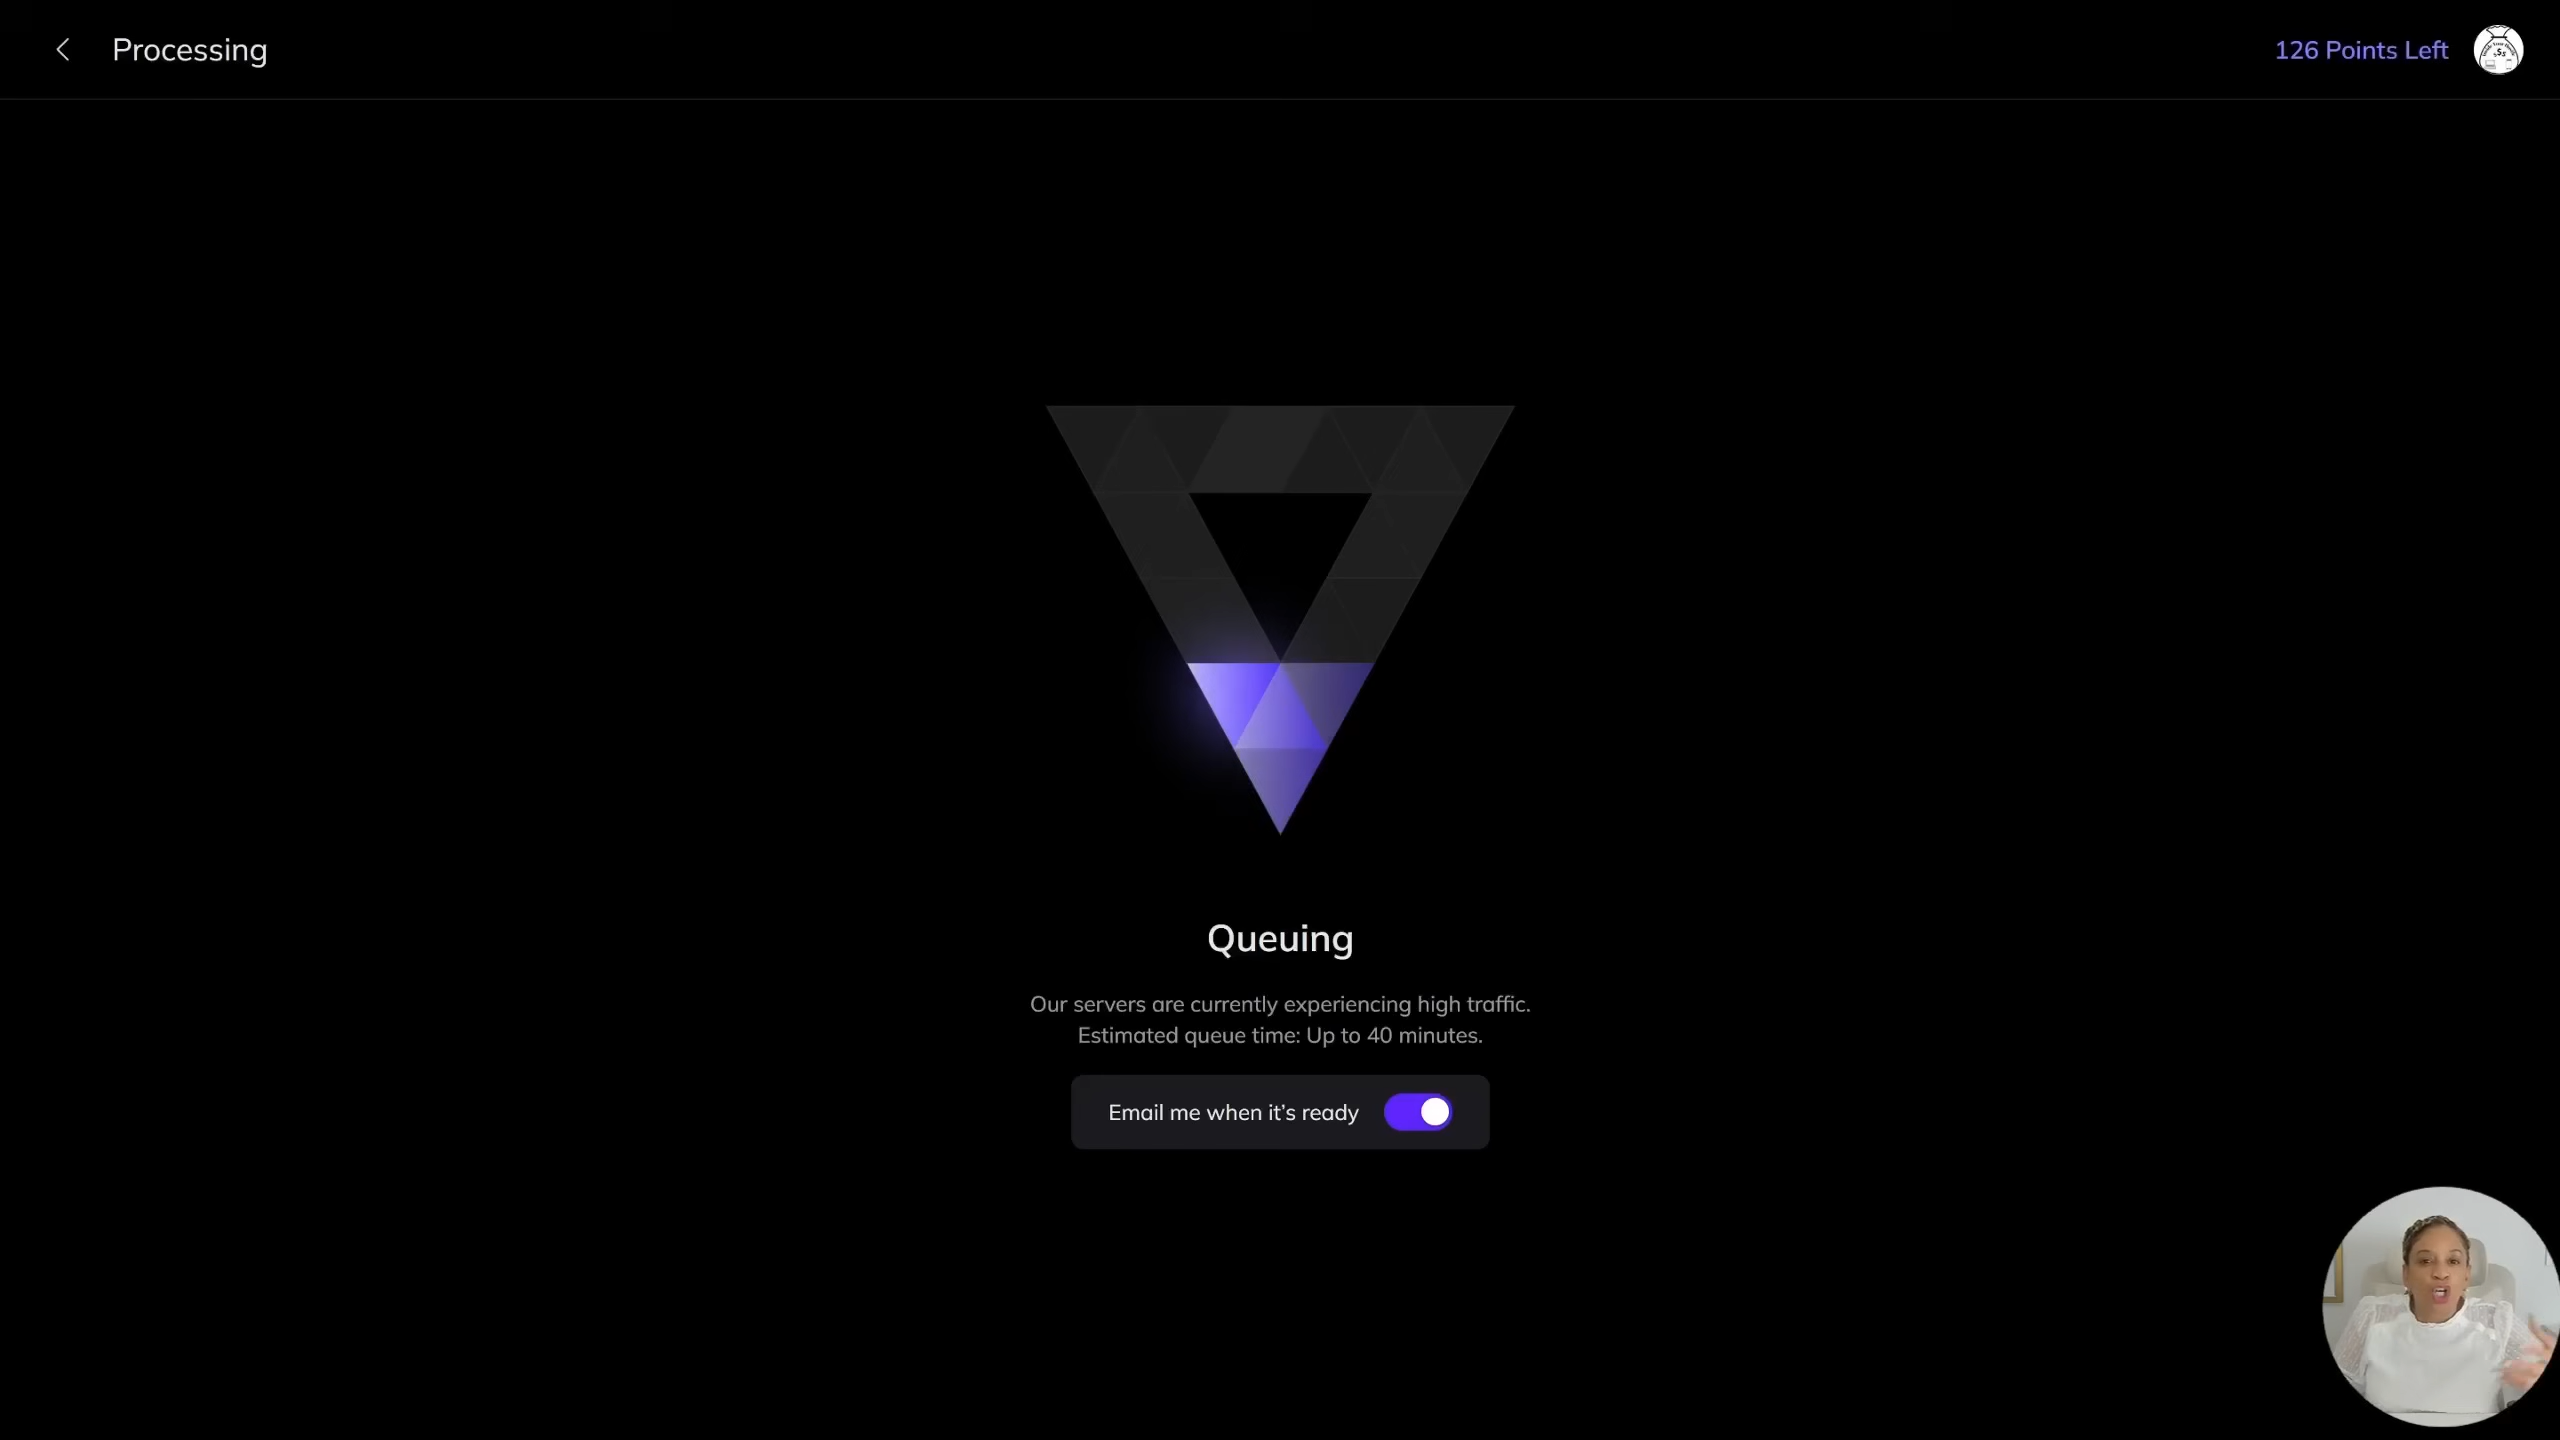 Processing
126 Points Left
Queuing
Our servers are currently experiencing high traffic.
Estimated queue time: Up to 40 minutes.
Email me when it’s ready